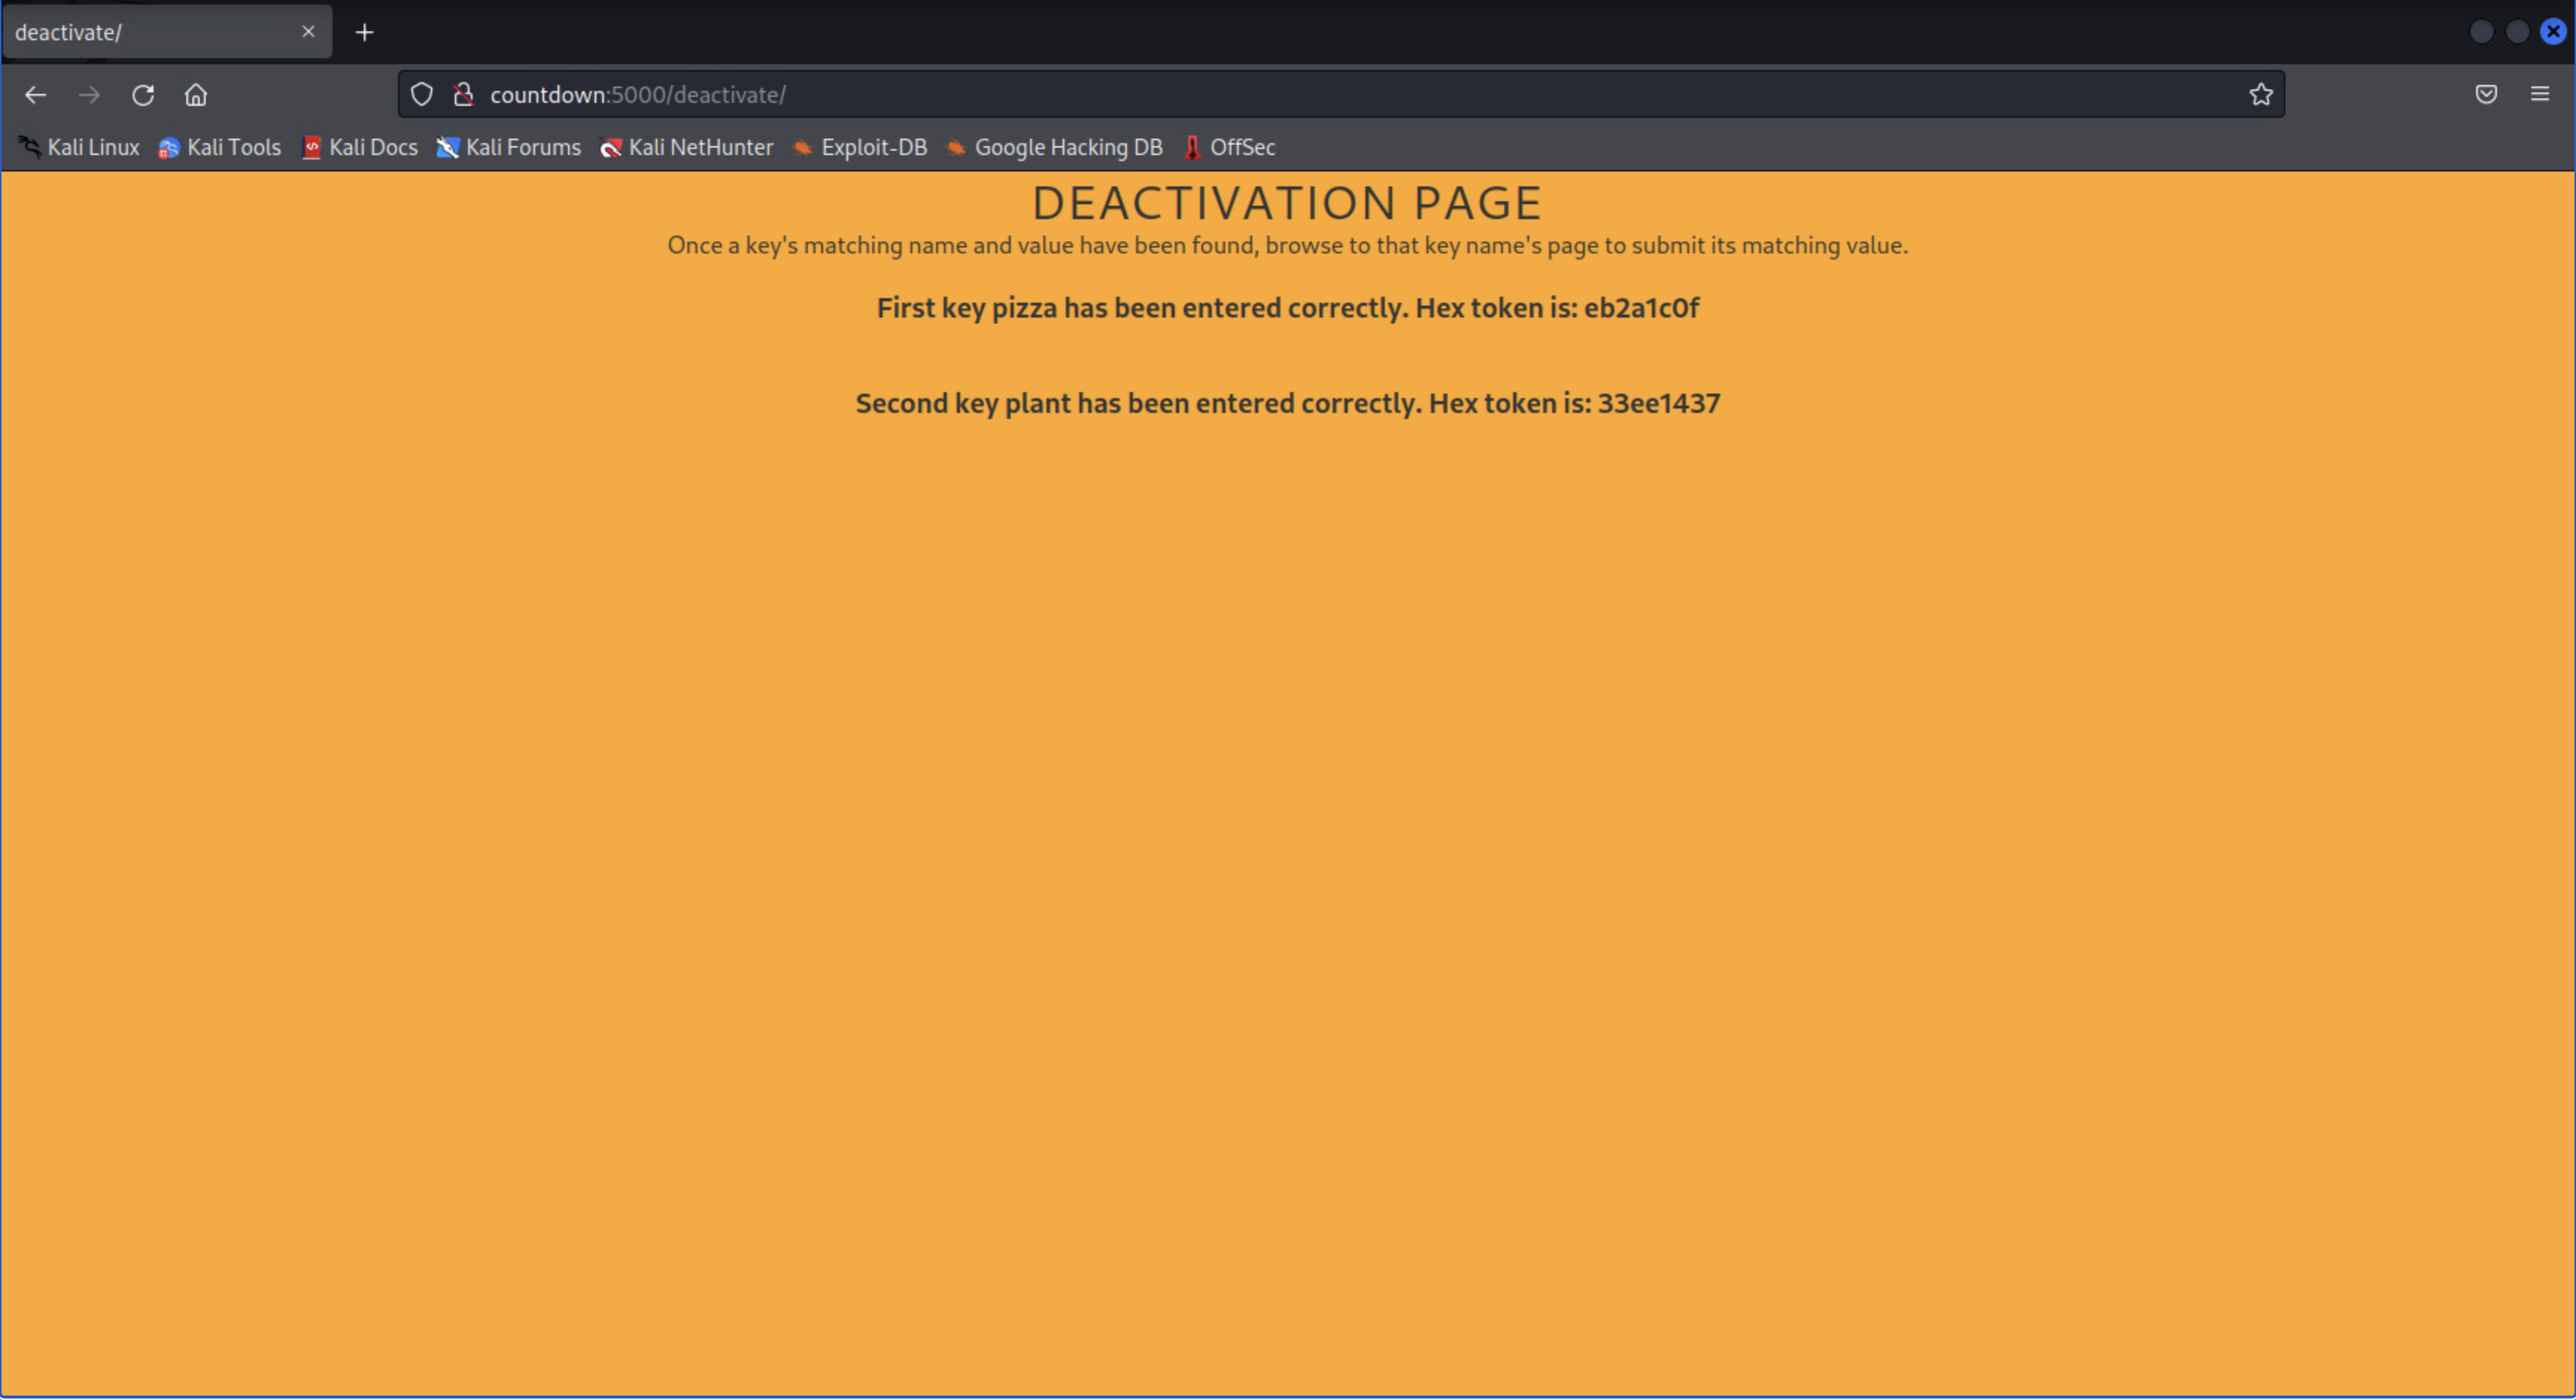 deactivate/
countdown:5000/deactivate/
Kali Linux Kali Tools Kali Docs Kali Forums Kali NetHunter Exploit-DB Google Hacking DB OffSec
DEACTIVATION PAGE
Once a key's matching name and value have been found, browse to that key name's page to submit its matching value.
First key pizza has been entered correctly. Hex token is: eb2a1c0f
Second key plant has been entered correctly. Hex token is: 33ee1437